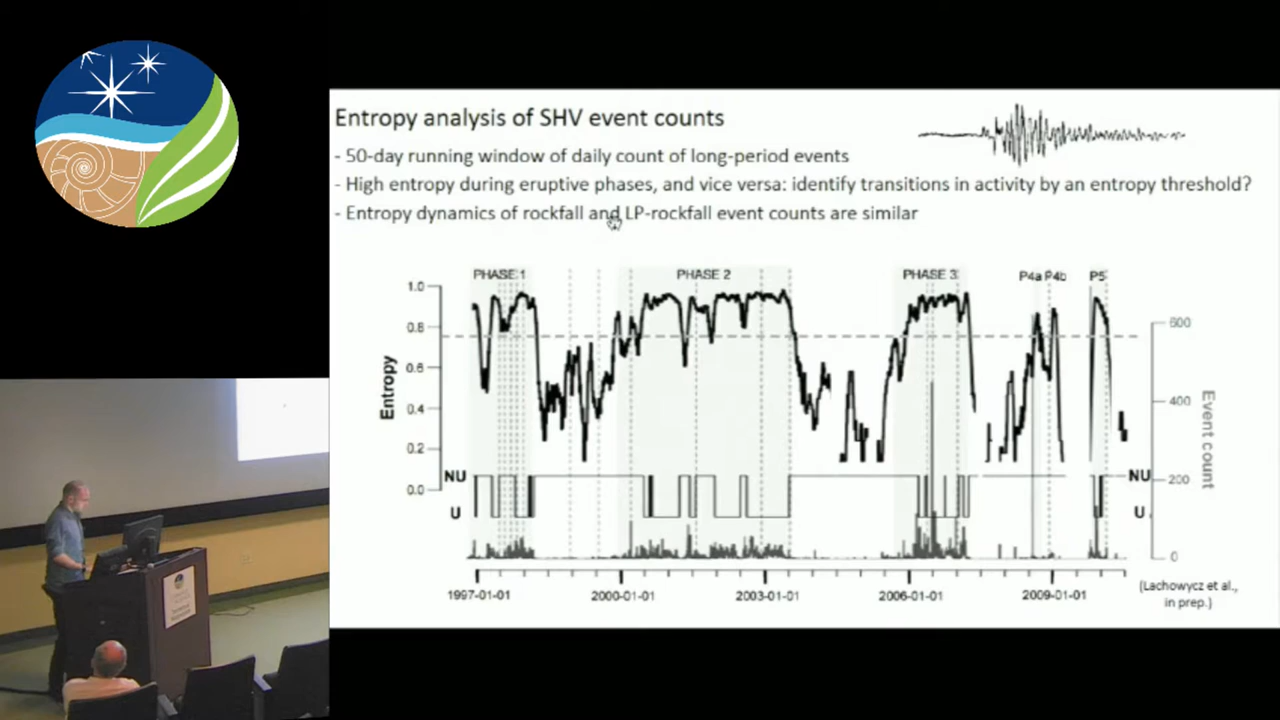 Entropy analysis of SHV event counts
- 50-day running window of daily count of long-period events
- High entropy during eruptive phases, and vice versa: identify transitions in activity by an entropy threshold?
- Entropy dynamics of rockfall and LP-rockfall event counts are similar
PHASE 1 PHASE 2 PHASE 3 P4a P4b P5
1.0
0.8
0.6
0.4
0.2
0.0
Entropy
NU
U
600
400
200
0
Event count
NU
U
1997-01-01 2000-01-01 2003-01-01 2006-01-01 2009-01-01
(Lachowycz et al.,
in prep.)